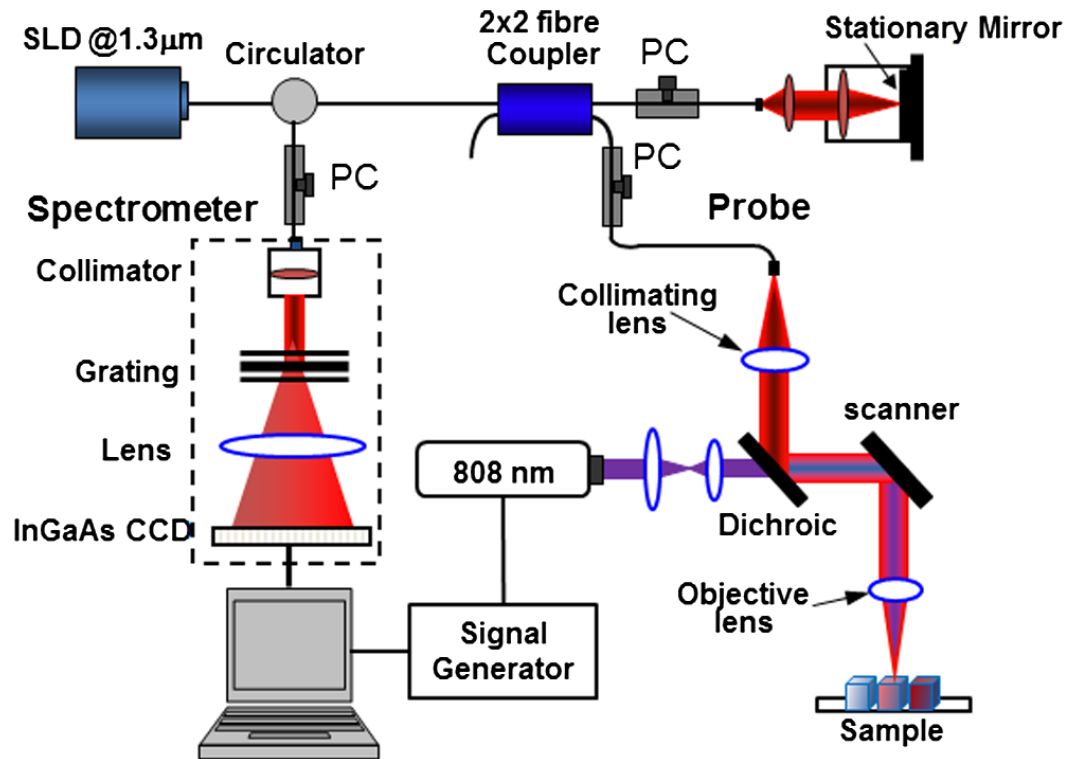 SLD @1.3μm
Circulator
2x2 fibre
Coupler
PC
Stationary Mirror
PC
PC
Spectrometer
Probe
Collimator
Collimating
lens
Grating
scanner
Lens
808 nm
Dichroic
InGaAs CCD
Objective
lens
Signal
Generator
Sample